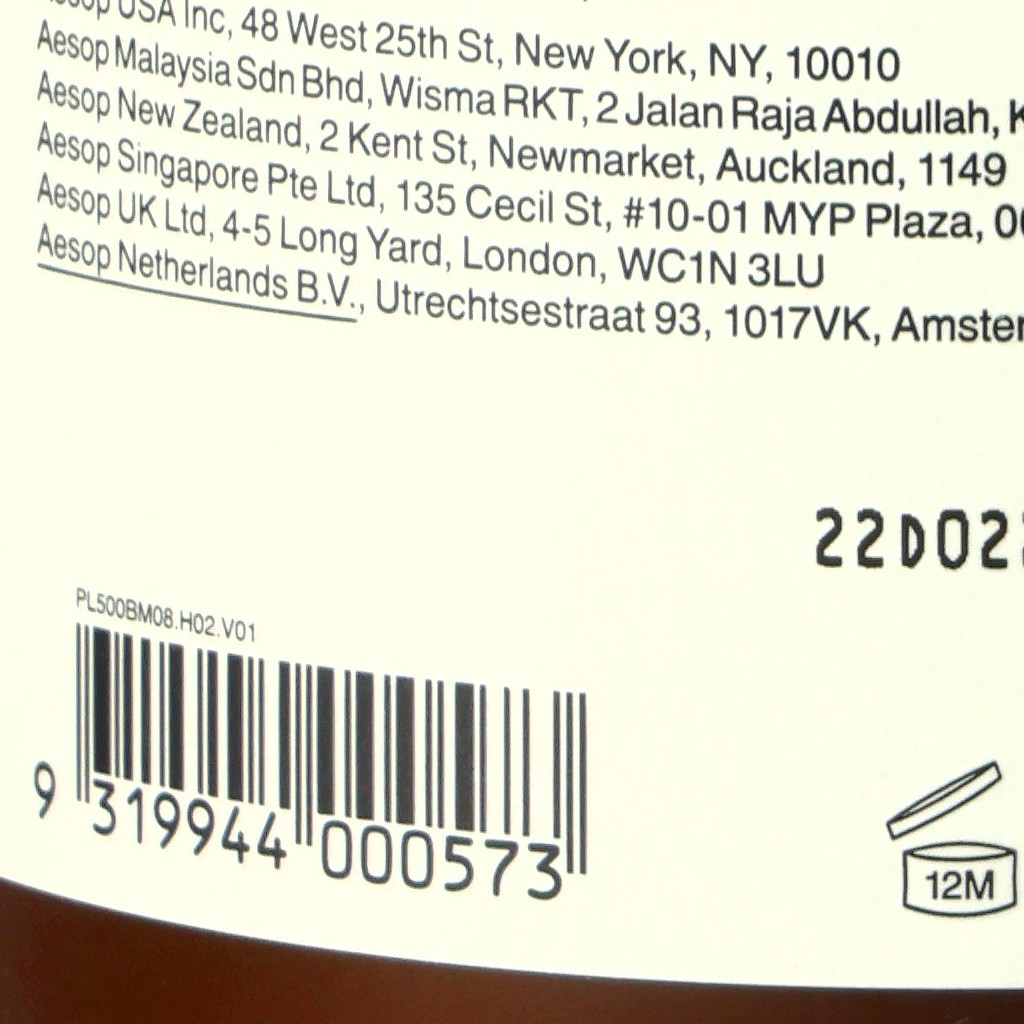 Aesop USA Inc, 48 West 25th St, New York, NY, 10010
Aesop Malaysia Sdn Bhd, Wisma RKT, 2 Jalan Raja Abdullah,
Aesop New Zealand, 2 Kent St, Newmarket, Auckland, 1149
Aesop Singapore Pte Ltd, 135 Cecil St, #10-01 MYP Plaza,
Aesop UK Ltd, 4-5 Long Yard, London, WC1N 3LU
Aesop Netherlands B.V., Utrechtsestraat 93, 1017VK,
22D02
PL500BM08.H02.V01
9 319944 000573
12M